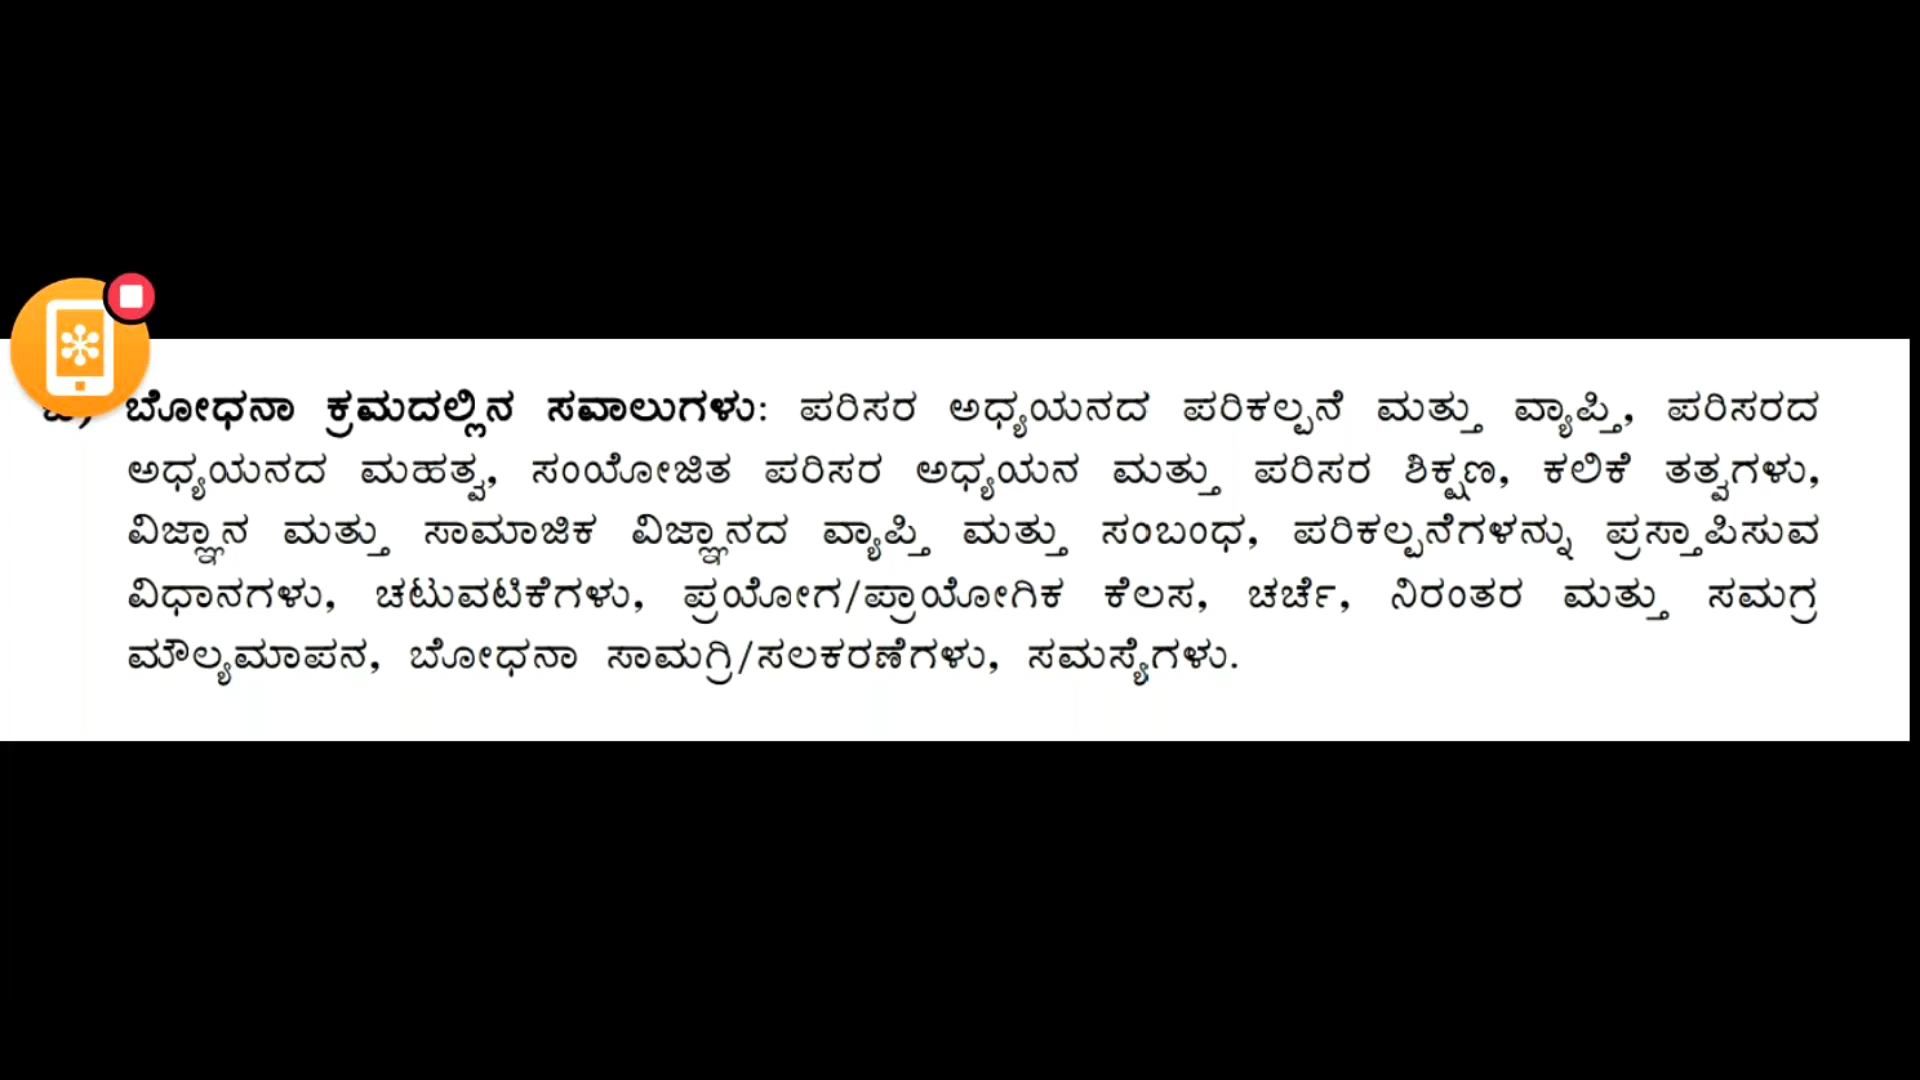 ಬೋಧನಾ ಕ್ರಮದಲ್ಲಿನ ಸವಾಲುಗಳು: ಪರಿಸರ ಅಧ್ಯಯನದ ಪರಿಕಲ್ಪನೆ ಮತ್ತು ವ್ಯಾಪ್ತಿ, ಪರಿಸರದ
ಅಧ್ಯಯನದ ಮಹತ್ವ, ಸಂಯೋಜಿತ ಪರಿಸರ ಅಧ್ಯಯನ ಮತ್ತು ಪರಿಸರ ಶಿಕ್ಷಣ, ಕಲಿಕೆ ತತ್ವಗಳು,
ವಿಜ್ಞಾನ ಮತ್ತು ಸಾಮಾಜಿಕ ವಿಜ್ಞಾನದ ವ್ಯಾಪ್ತಿ ಮತ್ತು ಸಂಬಂಧ, ಪರಿಕಲ್ಪನೆಗಳನ್ನು ಪ್ರಸ್ತಾಪಿಸುವ
ವಿಧಾನಗಳು, ಚಟುವಟಿಕೆಗಳು, ಪ್ರಯೋಗ/ಪ್ರಾಯೋಗಿಕ ಕೆಲಸ, ಚರ್ಚೆ, ನಿರಂತರ ಮತ್ತು ಸಮಗ್ರ
ಮೌಲ್ಯಮಾಪನ, ಬೋಧನಾ ಸಾಮಗ್ರಿ/ಸಲಕರಣೆಗಳು, ಸಮಸ್ಯೆಗಳು.